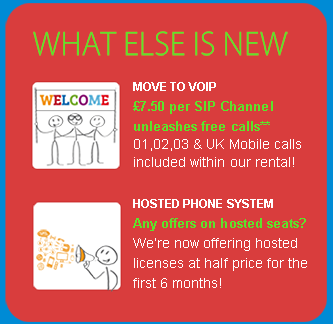 WHAT ELSE IS NEW
WELCOME
MOVE TO VOIP
£7.50 per SIP Channel
unleashes free calls**
01,02,03 & UK Mobile calls
included within our rental!
HOSTED PHONE SYSTEM
Any offers on hosted seats?
We're now offering hosted
licenses at half price for the
first 6 months!